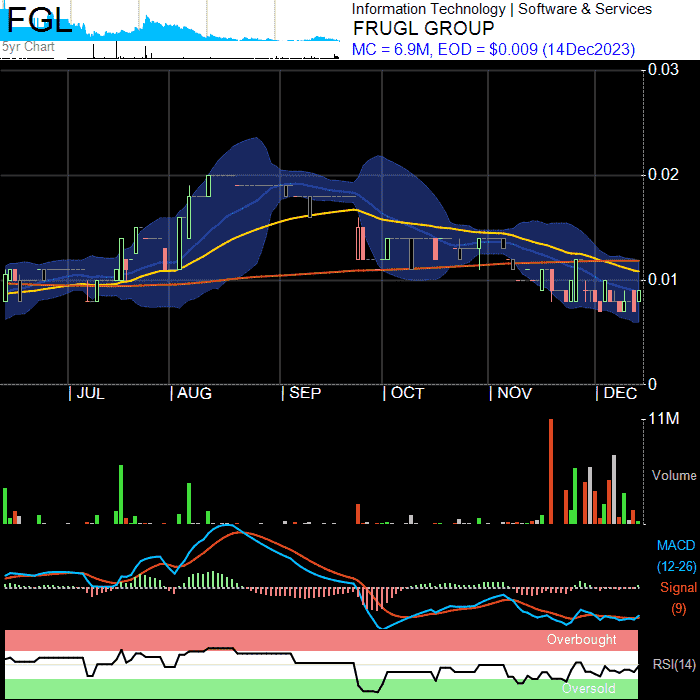 FGL
5yr Chart
Information Technology | Software & Services
FRUGL GROUP
MC = 6.9M, EOD = $0.009 (14Dec2023)
0.03
0.02
0.01
0
| JUL | AUG | SEP | OCT | NOV | DEC
11M
Volume
MACD
(12-26)
Signal
(9)
Overbought
RSI(14)
Oversold